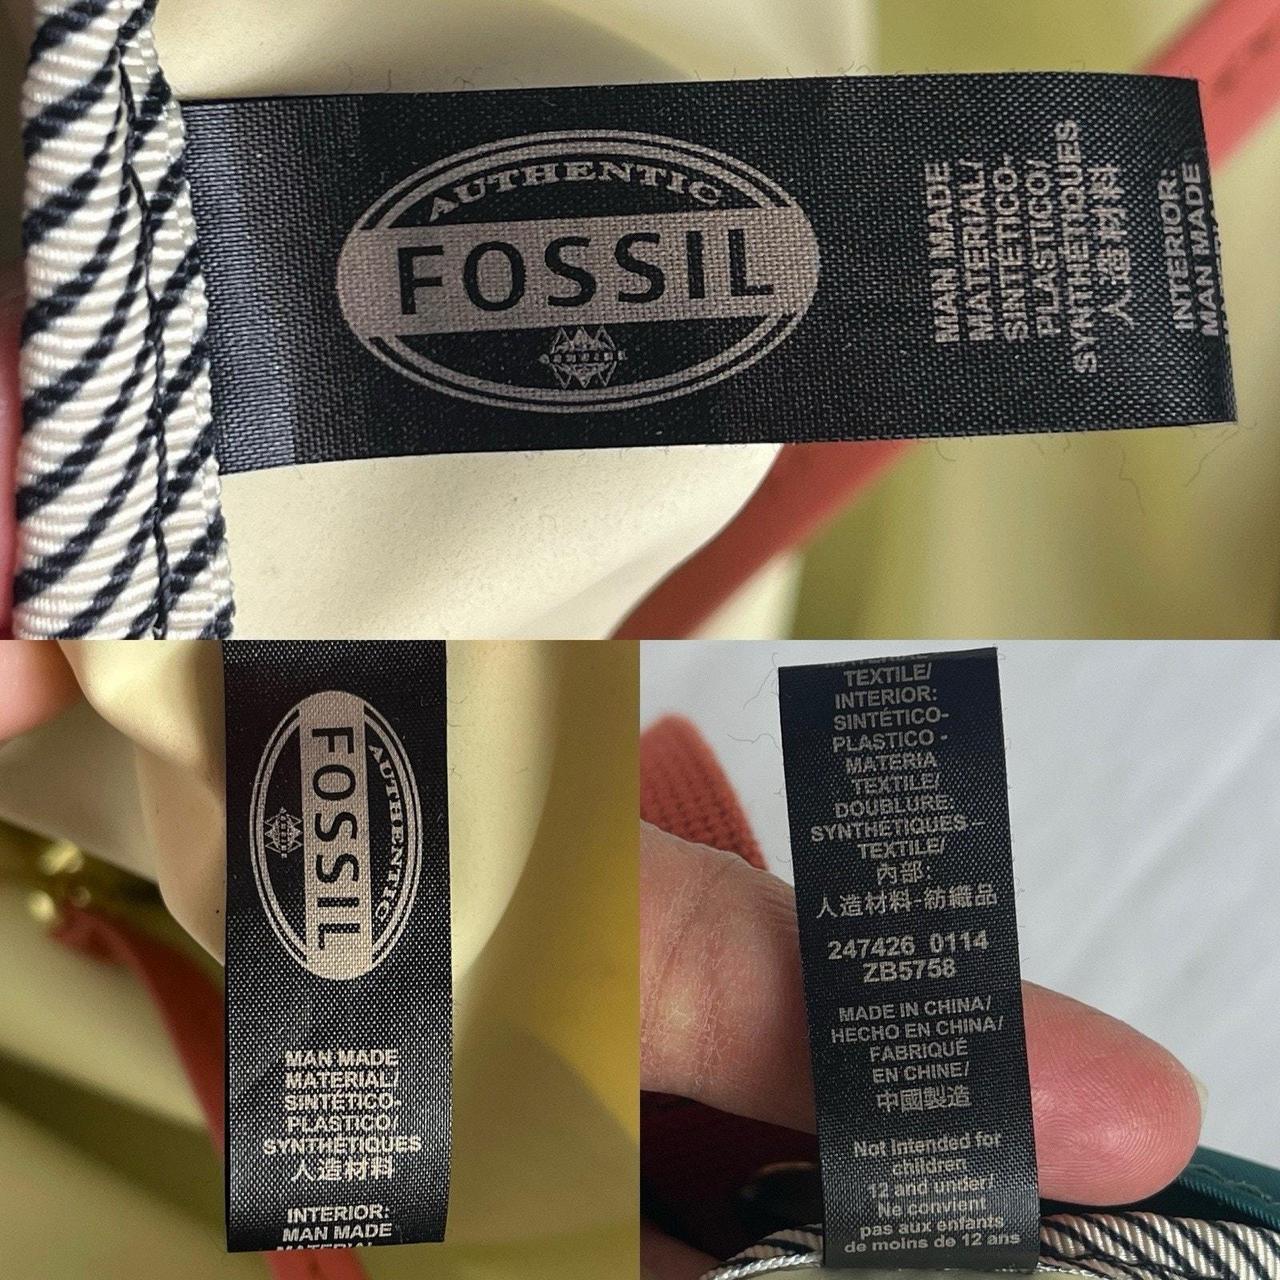 AUTHENTIC
FOSSIL
MAN MADE
MATERIAL/
SINTÉTICO-
PLASTICO/
SYNTHÉTIQUES
人造材料
INTERIOR:
MAN MADE
AUTHENTIC
FOSSIL
MAN MADE
MATERIAL/
SINTÉTICO-
PLASTICO/
SYNTHÉTIQUES
人造材料
INTERIOR:
MAN MADE
MATERIAL
MATERIAL
TEXTILE/
INTERIOR:
SINTÉTICO-
PLASTICO -
MATERIA
TEXTILE/
DOUBLURE:
SYNTHETIQUES–
TEXTILE/
內部:
人造材料-紡織品
247426 0114
ZB5758
MADE IN CHINA/
HECHO EN CHINA/
FABRIQUÉ
EN CHINE/
中國製造
Not Intended for
children
12 and under/
Ne convient
pas aux enfants
de moins de 12 ans